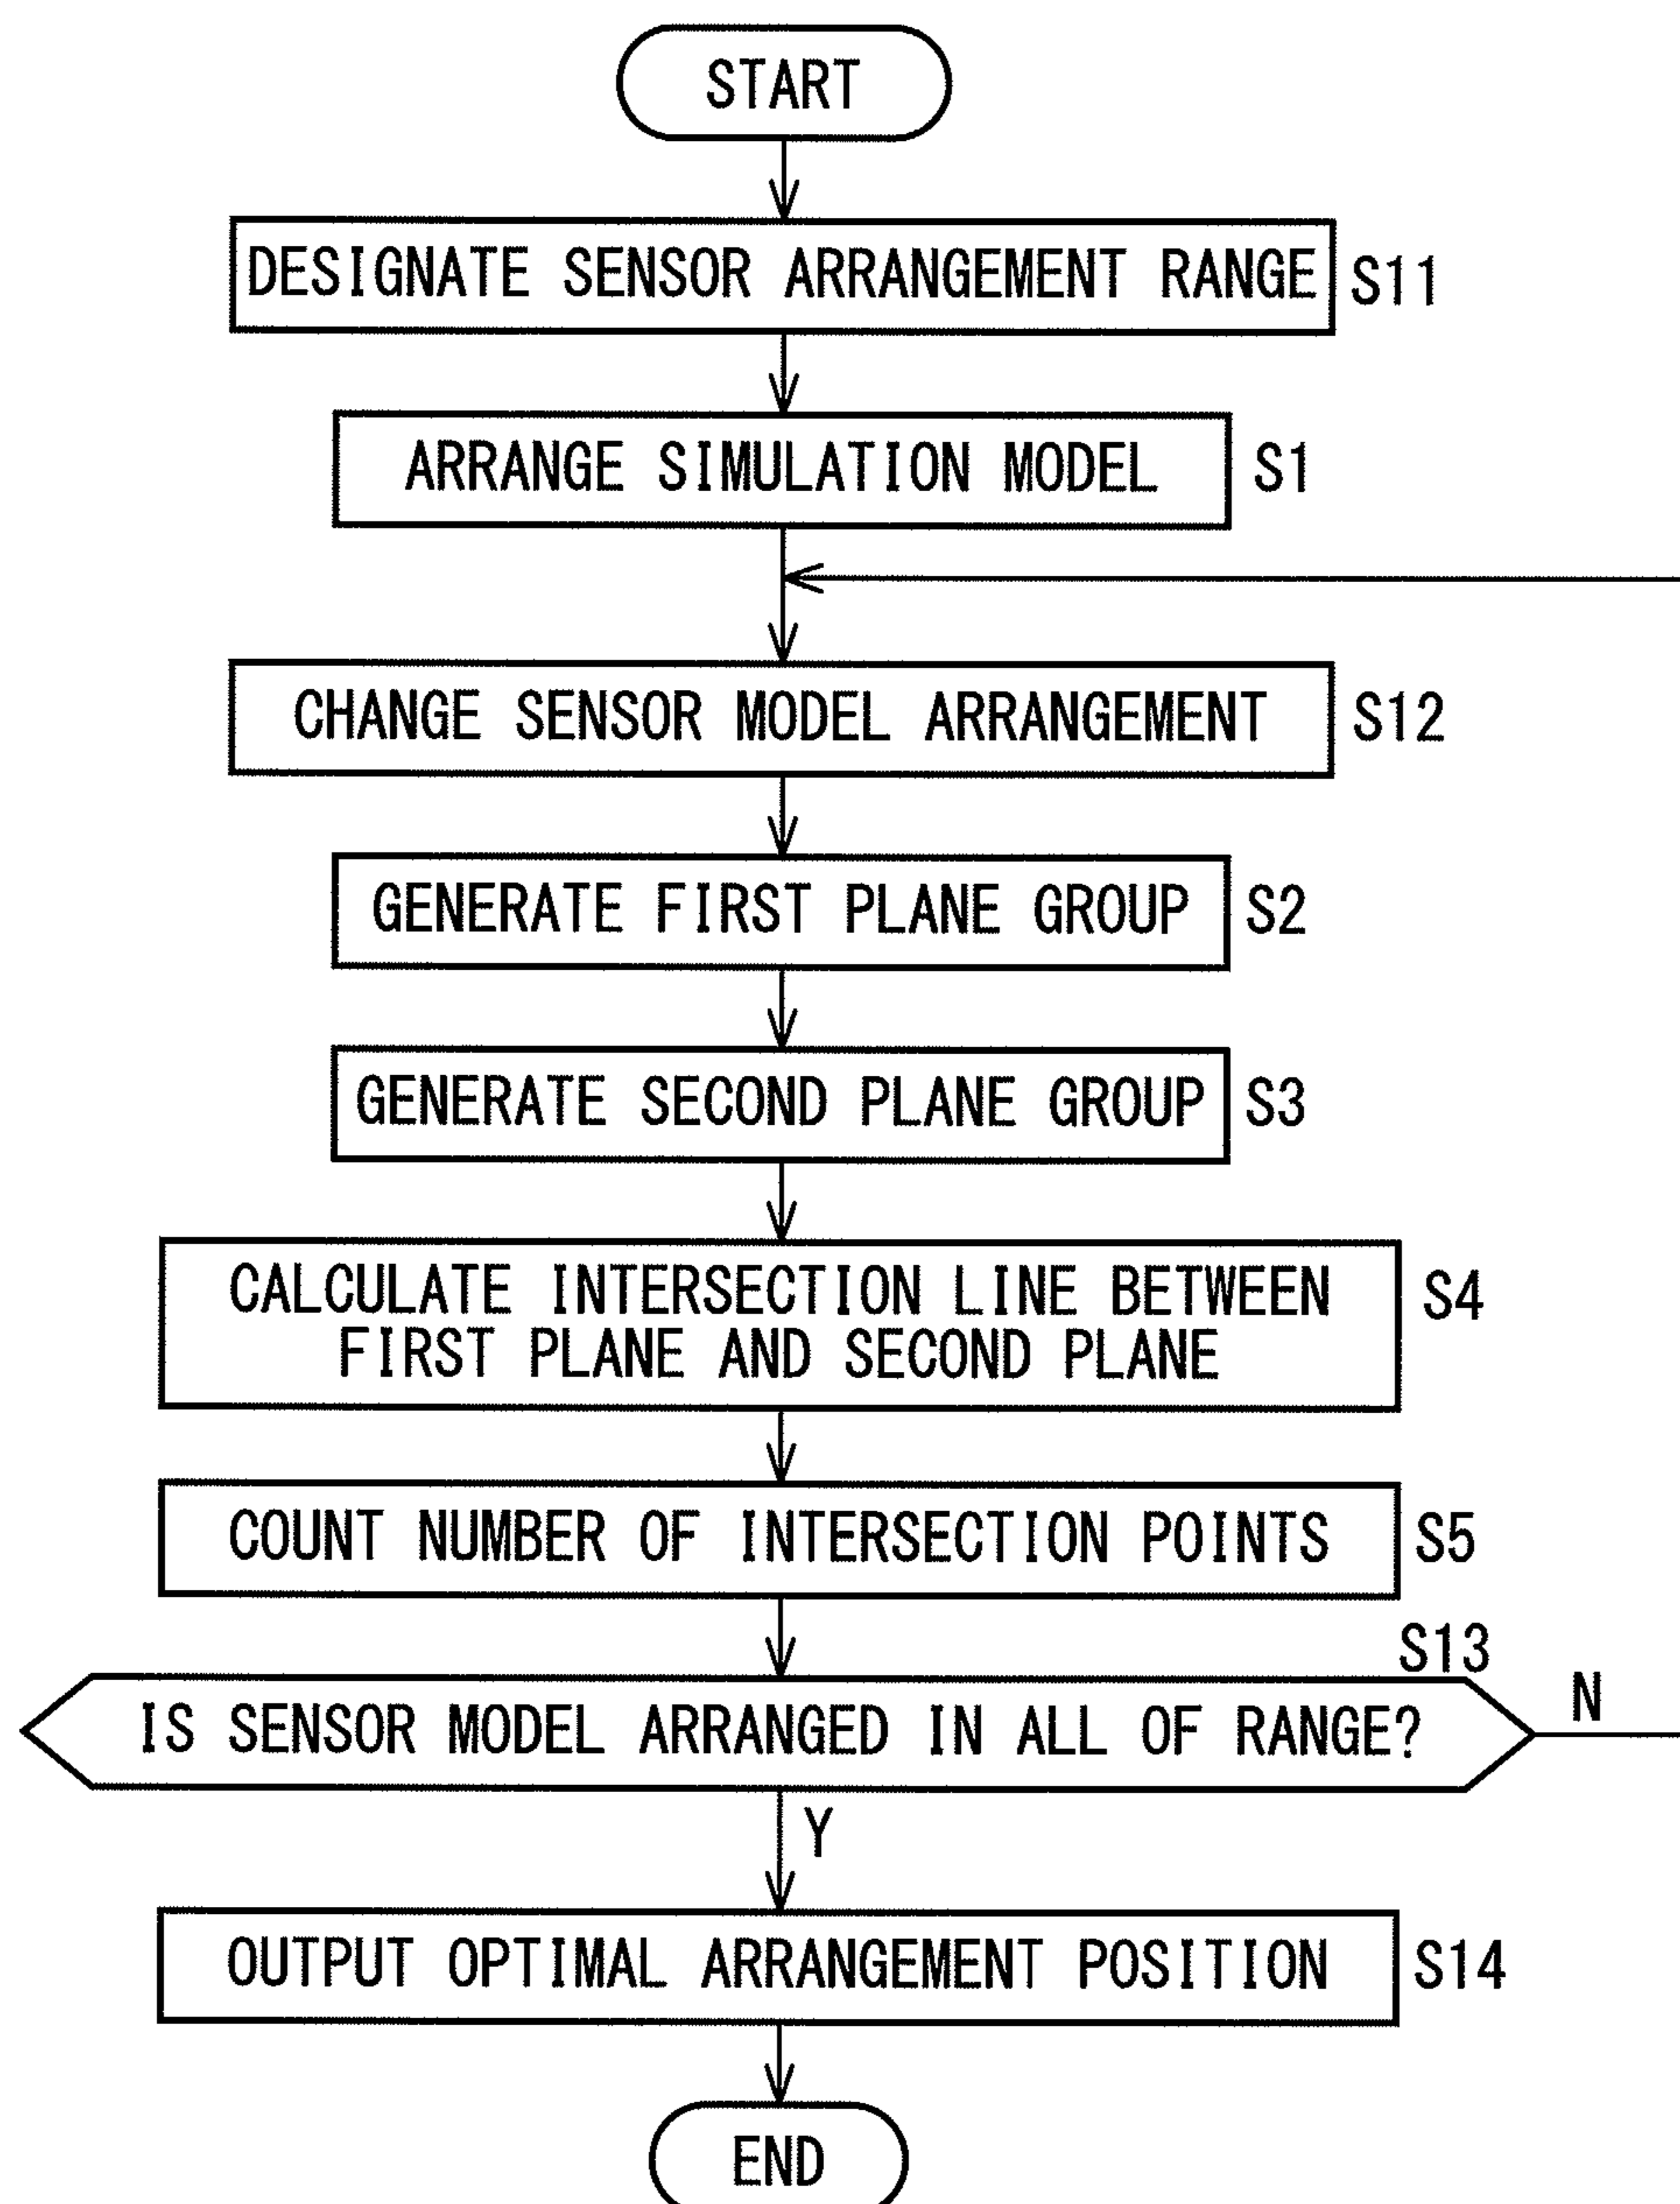 START
DESIGNATE SENSOR ARRANGEMENT RANGE S11
ARRANGE SIMULATION MODEL S1
CHANGE SENSOR MODEL ARRANGEMENT S12
GENERATE FIRST PLANE GROUP S2
GENERATE SECOND PLANE GROUP S3
CALCULATE INTERSECTION LINE BETWEEN S4
FIRST PLANE AND SECOND PLANE
COUNT NUMBER OF INTERSECTION POINTS S5
S13
IS SENSOR MODEL ARRANGED IN ALL OF RANGE? N
Y
OUTPUT OPTIMAL ARRANGEMENT POSITION S14
END